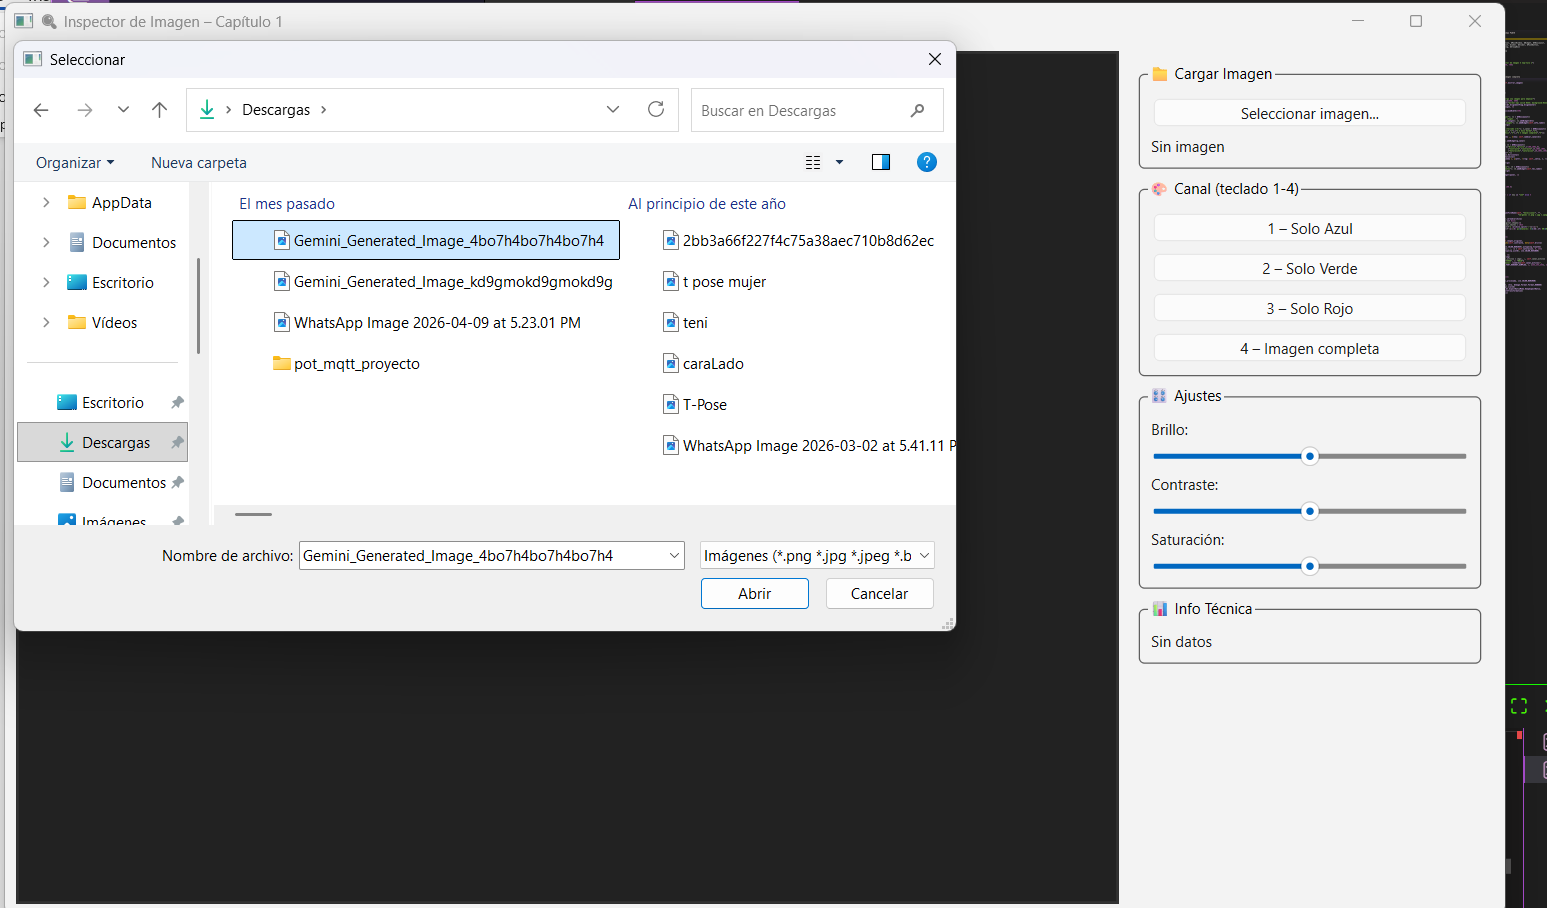 Inspector de Imagen – Capítulo 1
Seleccionar
Descargas
Buscar en Descargas
Organizar
Nueva carpeta
AppData
Documentos
Escritorio
Vídeos
Escritorio
Descargas
Documentos
Imágenes
El mes pasado
Gemini_Generated_Image_4bo7h4bo7h4bo7h4
Gemini_Generated_Image_kd9gmokd9gmokd9g
WhatsApp Image 2026-04-09 at 5.23.01 PM
pot_mqtt_proyecto
Al principio de este año
2bb3a66f227f4c75a38aec710b8d62ec
t pose mujer
teni
caraLado
T-Pose
WhatsApp Image 2026-03-02 at 5.41.11 P
Nombre de archivo: Gemini_Generated_Image_4bo7h4bo7h4bo7h4
Imágenes (*.png *.jpg *.jpeg *.b
Abrir
Cancelar
Cargar Imagen
Seleccionar imagen...
Sin imagen
Canal (teclado 1-4)
1 – Solo Azul
2 – Solo Verde
3 – Solo Rojo
4 – Imagen completa
Ajustes
Brillo:
Contraste:
Saturación:
Info Técnica
Sin datos